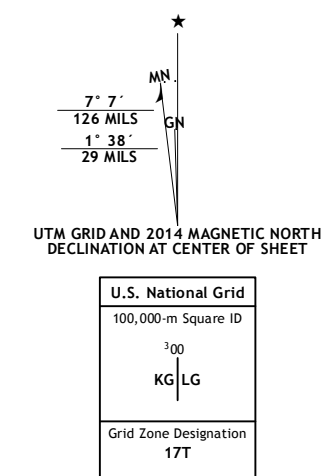 ★
MN
GN
7° 7´
126 MILS
1° 38´
29 MILS
UTM GRID AND 2014 MAGNETIC NORTH
DECLINATION AT CENTER OF SHEET
U.S. National Grid
100,000-m Square ID
³00
KG LG
Grid Zone Designation
17T